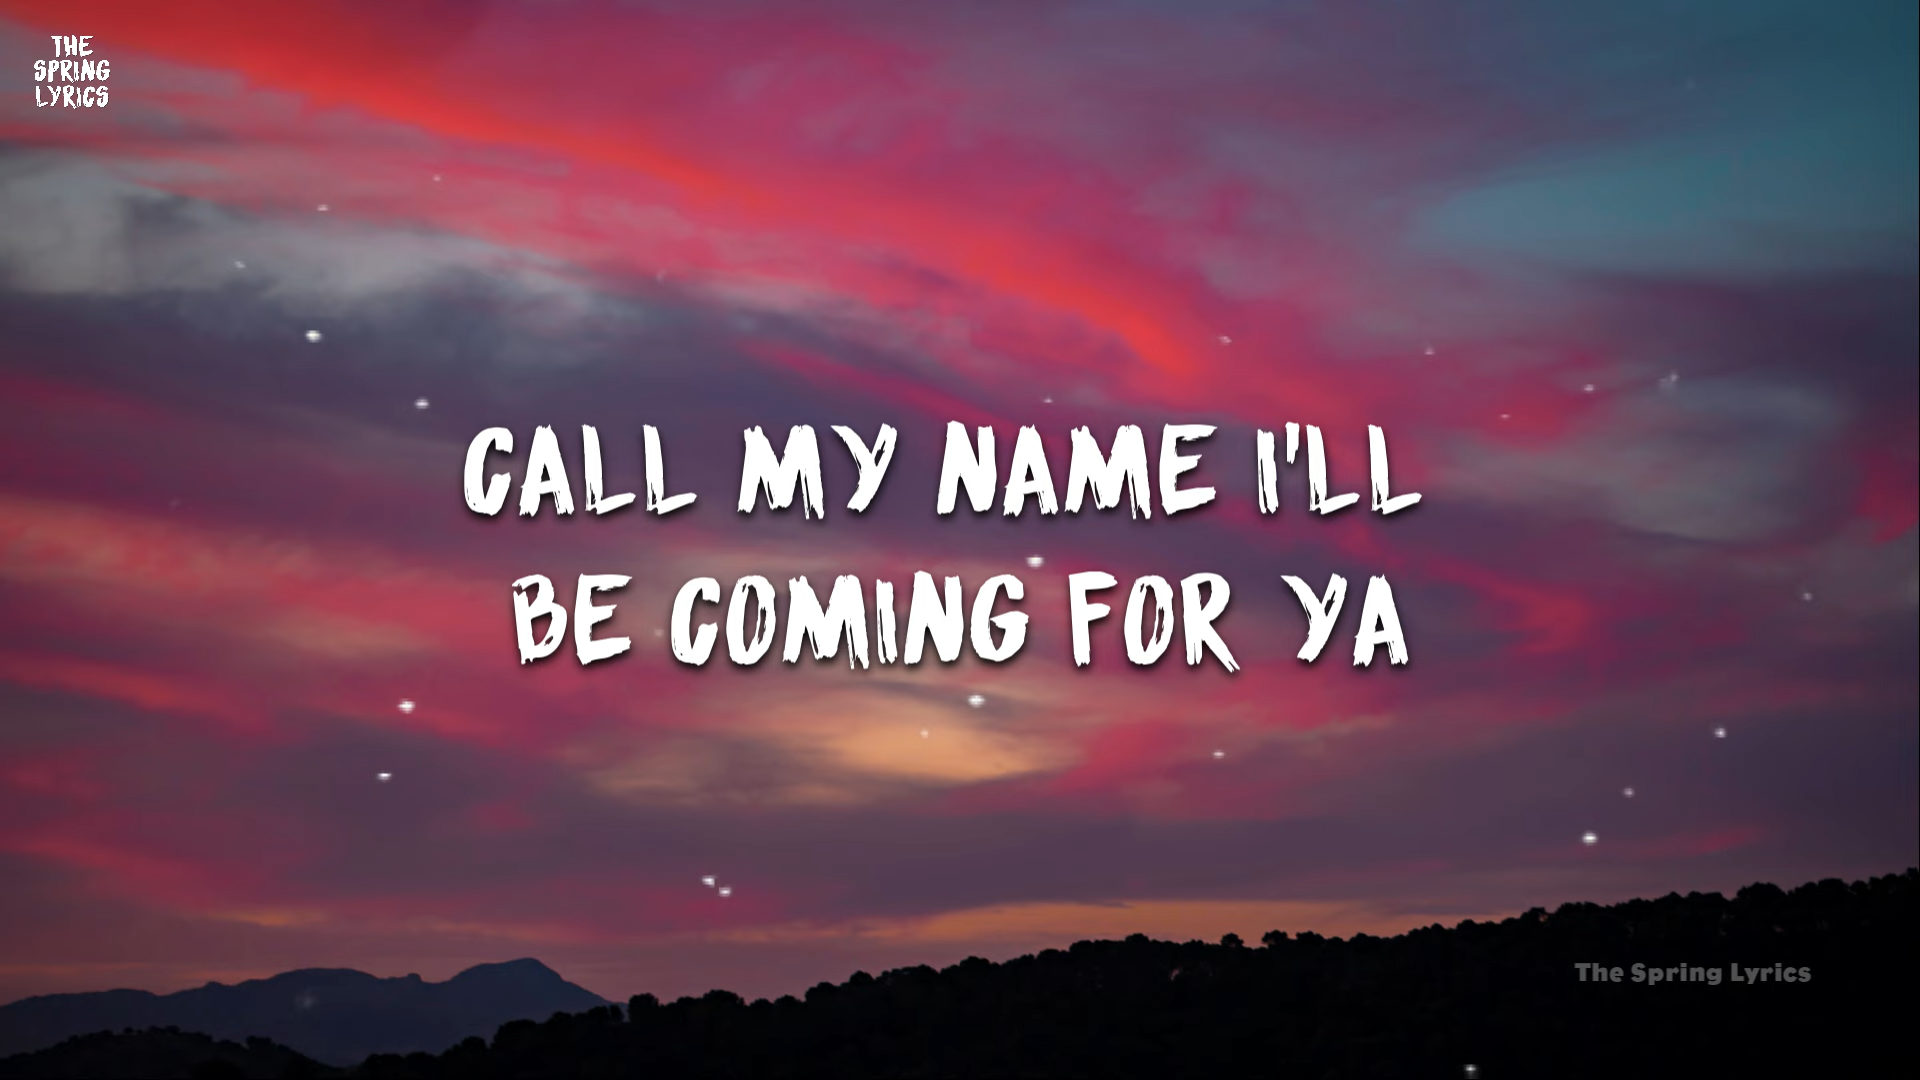 THE
SPRING
LYRICS
CALL MY NAME I'LL
BE COMING FOR YA
The Spring Lyrics